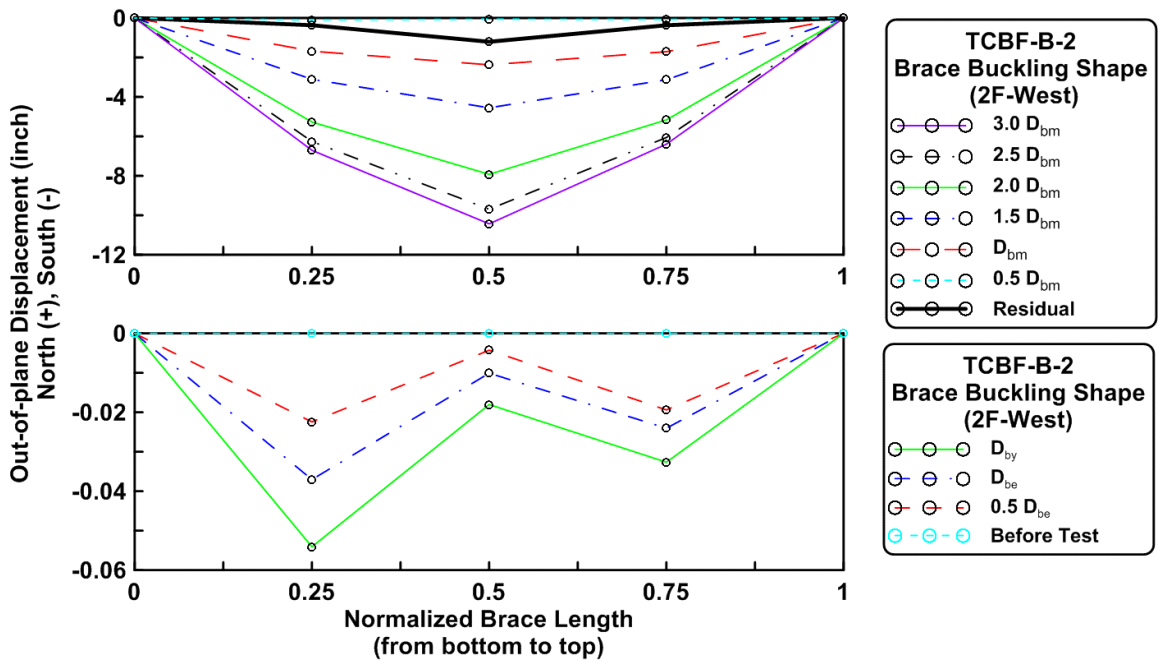 Out-of-plane Displacement (inch)
North (+), South (-)
0
-4
-8
-12
0
0.25
0.5
0.75
1
0
-0.02
-0.04
-0.06
0
0.25
0.5
0.75
1
Normalized Brace Length
(from bottom to top)
TCBF-B-2
Brace Buckling Shape
(2F-West)
3.0 Dbm
2.5 Dbm
2.0 Dbm
1.5 Dbm
Dbm
0.5 Dbm
Residual
TCBF-B-2
Brace Buckling Shape
(2F-West)
Dby
Dbe
0.5 Dbe
Before Test